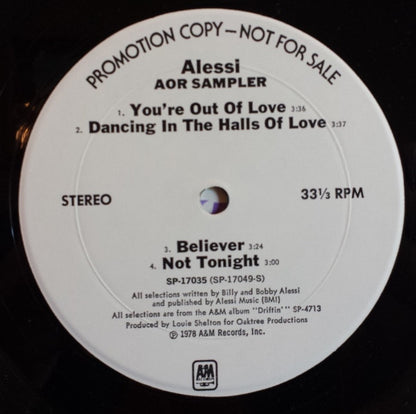 PROMOTION COPY—NOT FOR SALE
Alessi
AOR SAMPLER
1. You're Out Of Love 3:36
2. Dancing In The Halls Of Love 3:37
STEREO
33⅓ RPM
3. Believer 3:24
4. Not Tonight 3:00
SP-17035 (SP-17049-S)
All selections written by Billy and Bobby Alessi
and published by Alessi Music (BMI)
All selections are from the A&M album "Driftin'" SP-4713
Produced by Louie Shelton for Oaktree Productions
℗ 1978 A&M Records, Inc.
A&M